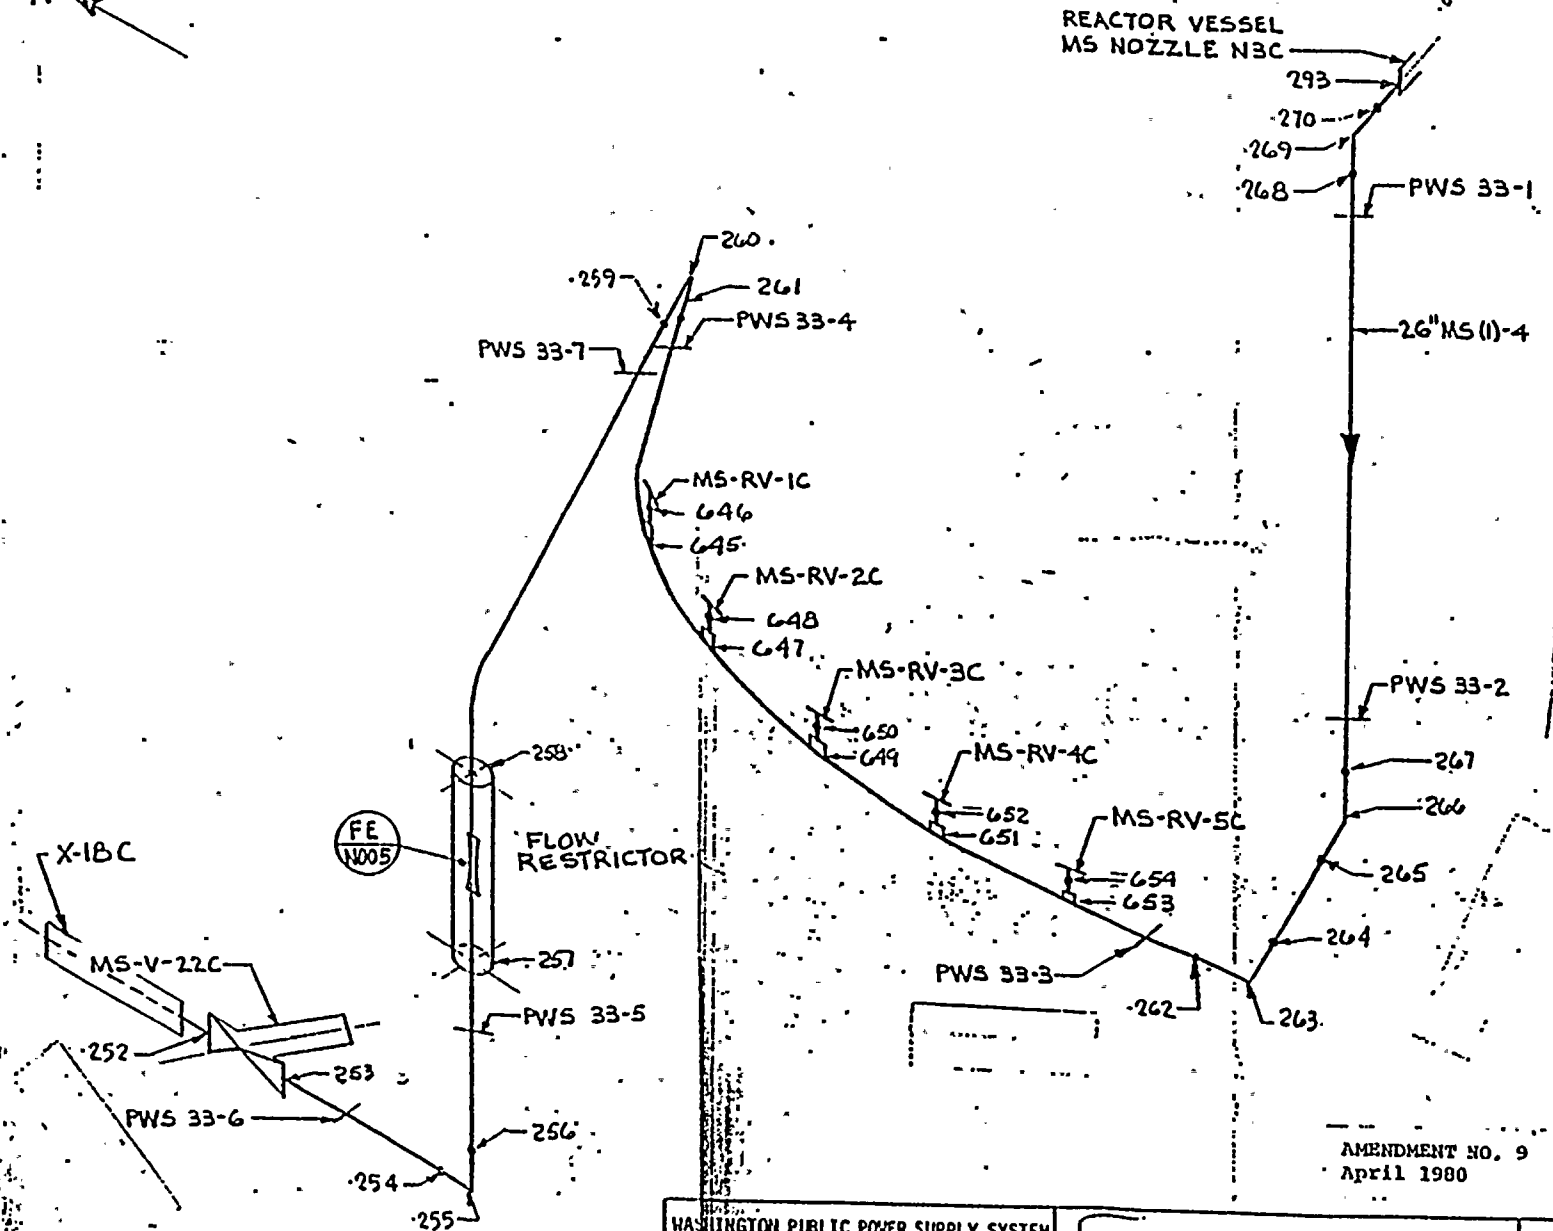 REACTOR VESSEL
MS NOZZLE N3C
293
270
269
268
PWS 33-1
260
259
261
PWS 33-4
PWS 33-7
26" MS (1)-4
MS-RV-1C
646
645
MS-RV-2C
648
647
MS-RV-3C
650
649
PWS 33-2
MS-RV-4C
652
651
267
266
MS-RV-5C
654
653
265
264
258
FE
N005
FLOW
RESTRICTOR
X-18C
257
MS-V-22C
PWS 33-3
262
263
PWS 33-5
252
253
PWS 33-6
256
254
255
AMENDMENT NO. 9
April 1980
WASHINGTON PUBLIC POWER SUPPLY SYSTEM